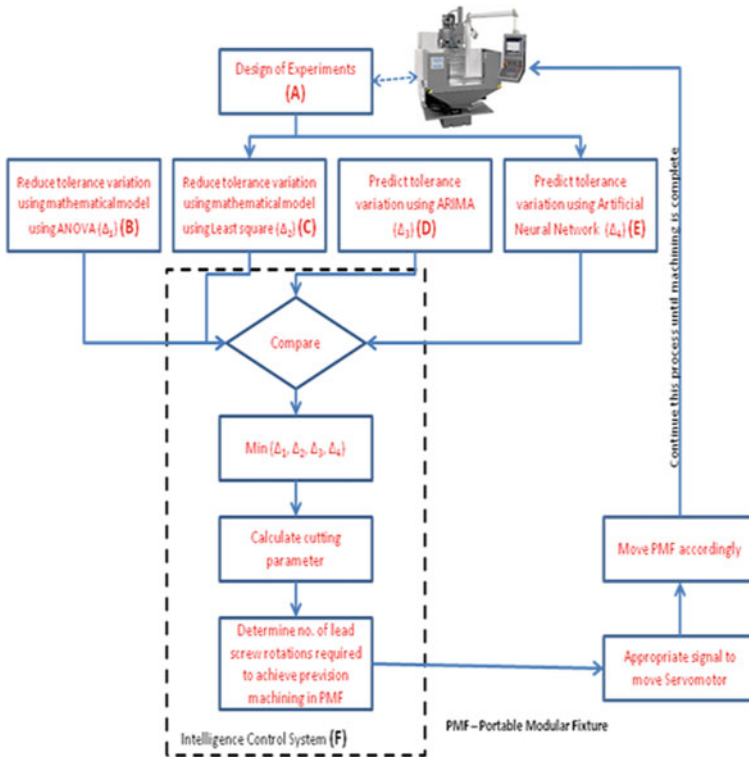 Design of Experiments
(A)
Reduce tolerance variation
using mathematical model
using ANOVA (Δ₁) (B)
Reduce tolerance variation
using mathematical model
using Least square (Δ₂) (C)
Predict tolerance
variation using ARIMA
(Δ₃) (D)
Predict tolerance
variation using Artificial
Neural Network (Δ₄) (E)
Compare
Min (Δ₁, Δ₂, Δ₃, Δ₄)
Calculate cutting
parameter
Determine no. of lead
screw rotations required
to achieve prevision
machining in PMF
Intelligence Control System (F)
Appropriate signal to
move Servomotor
Move PMF accordingly
Continue this process until machining is complete
PMF – Portable Modular Fixture